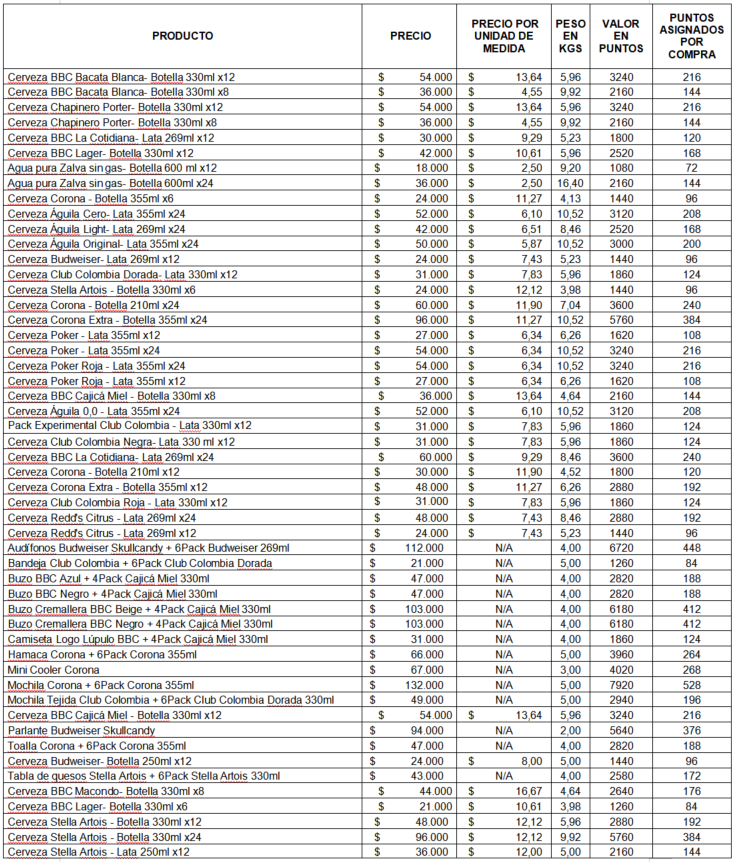 PRODUCTO PRECIO PRECIO POR UNIDAD DE MEDIDA PESO EN KGS VALOR EN PUNTOS PUNTOS ASIGNADOS POR COMPRA
Cerveza BBC Bacata Blanca- Botella 330ml x12 $ 54.000 $ 13,64 5,96 3240 216
Cerveza BBC Bacata Blanca- Botella 330ml x8 $ 36.000 $ 4,55 9,92 2160 144
Cerveza Chapinero Porter- Botella 330ml x12 $ 54.000 $ 13,64 5,96 3240 216
Cerveza Chapinero Porter- Botella 330ml x8 $ 36.000 $ 4,55 9,92 2160 144
Cerveza BBC La Cotidiana- Lata 269ml x12 $ 30.000 $ 9,29 5,23 1800 120
Cerveza BBC Lager- Botella 330ml x12 $ 42.000 $ 10,61 5,96 2520 168
Agua pura Zalva sin gas- Botella 600 ml x12 $ 18.000 $ 2,50 9,20 1080 72
Agua pura Zalva sin gas- Botella 600ml x24 $ 36.000 $ 2,50 16,40 2160 144
Cerveza Corona - Botella 355ml x6 $ 24.000 $ 11,27 4,13 1440 96
Cerveza Águila Cero- Lata 355ml x24 $ 52.000 $ 6,10 10,52 3120 208
Cerveza Águila Light- Lata 269ml x24 $ 42.000 $ 6,51 8,46 2520 168
Cerveza Águila Original- Lata 355ml x24 $ 50.000 $ 5,87 10,52 3000 200
Cerveza Budweiser- Lata 269ml x12 $ 24.000 $ 7,43 5,23 1440 96
Cerveza Club Colombia Dorada- Lata 330ml x12 $ 31.000 $ 7,83 5,96 1860 124
Cerveza Stella Artois - Botella 330ml x6 $ 24.000 $ 12,12 3,98 1440 96
Cerveza Corona - Botella 210ml x24 $ 60.000 $ 11,90 7,04 3600 240
Cerveza Corona Extra - Botella 355ml x24 $ 96.000 $ 11,27 10,52 5760 384
Cerveza Poker - Lata 355ml x12 $ 27.000 $ 6,34 6,26 1620 108
Cerveza Poker - Lata 355ml x24 $ 54.000 $ 6,34 10,52 3240 216
Cerveza Poker Roja - Lata 355ml x24 $ 54.000 $ 6,34 10,52 3240 216
Cerveza Poker Roja - Lata 355ml x12 $ 27.000 $ 6,34 6,26 1620 108
Cerveza BBC Cajicá Miel - Botella 330ml x8 $ 36.000 $ 13,64 4,64 2160 144
Cerveza Águila 0,0 - Lata 355ml x24 $ 52.000 $ 6,10 10,52 3120 208
Pack Experimental Club Colombia - Lata 330ml x12 $ 31.000 $ 7,83 5,96 1860 124
Cerveza Club Colombia Negra- Lata 330 ml x12 $ 31.000 $ 7,83 5,96 1860 124
Cerveza BBC La Cotidiana- Lata 269ml x24 $ 60.000 $ 9,29 8,46 3600 240
Cerveza Corona - Botella 210ml x12 $ 30.000 $ 11,90 4,52 1800 120
Cerveza Corona Extra - Botella 355ml x12 $ 48.000 $ 11,27 6,26 2880 192
Cerveza Club Colombia Roja - Lata 330ml x12 $ 31.000 $ 7,83 5,96 1860 124
Cerveza Redd's Citrus - Lata 269ml x24 $ 48.000 $ 7,43 8,46 2880 192
Cerveza Redd's Citrus - Lata 269ml x12 $ 24.000 $ 7,43 5,23 1440 96
Audífonos Budweiser Skullcandy + 6Pack Budweiser 269ml $ 112.000 N/A 4,00 6720 448
Bandeja Club Colombia + 6Pack Club Colombia Dorada $ 21.000 N/A 5,00 1260 84
Buzo BBC Azul + 4Pack Cajicá Miel 330ml $ 47.000 N/A 4,00 2820 188
Buzo BBC Negro + 4Pack Cajicá Miel 330ml $ 47.000 N/A 4,00 2820 188
Buzo Cremallera BBC Beige + 4Pack Cajicá Miel 330ml $ 103.000 N/A 4,00 6180 412
Buzo Cremallera BBC Negro + 4Pack Cajicá Miel 330ml $ 103.000 N/A 4,00 6180 412
Camiseta Logo Lúpulo BBC + 4Pack Cajicá Miel 330ml $ 31.000 N/A 4,00 1860 124
Hamaca Corona + 6Pack Corona 355ml $ 66.000 N/A 5,00 3960 264
Mini Cooler Corona $ 67.000 N/A 3,00 4020 268
Mochila Corona + 6Pack Corona 355ml $ 132.000 N/A 5,00 7920 528
Mochila Tejida Club Colombia + 6Pack Club Colombia Dorada 330ml $ 49.000 N/A 5,00 2940 196
Cerveza BBC Cajicá Miel - Botella 330ml x12 $ 54.000 $ 13,64 5,96 3240 216
Parlante Budweiser Skullcandy $ 94.000 N/A 2,00 5640 376
Toalla Corona + 6Pack Corona 355ml $ 47.000 N/A 4,00 2820 188
Cerveza Budweiser- Botella 250ml x12 $ 24.000 $ 8,00 5,00 1440 96
Tabla de quesos Stella Artois + 6Pack Stella Artois 330ml $ 43.000 N/A 4,00 2580 172
Cerveza BBC Macondo- Botella 330ml x8 $ 44.000 $ 16,67 4,64 2640 176
Cerveza BBC Lager- Botella 330ml x6 $ 21.000 $ 10,61 3,98 1260 84
Cerveza Stella Artois - Botella 330ml x12 $ 48.000 $ 12,12 5,96 2880 192
Cerveza Stella Artois - Botella 330ml x24 $ 96.000 $ 12,12 9,92 5760 384
Cerveza Stella Artois - Lata 250ml x12 $ 36.000 $ 12,00 5,00 2160 144